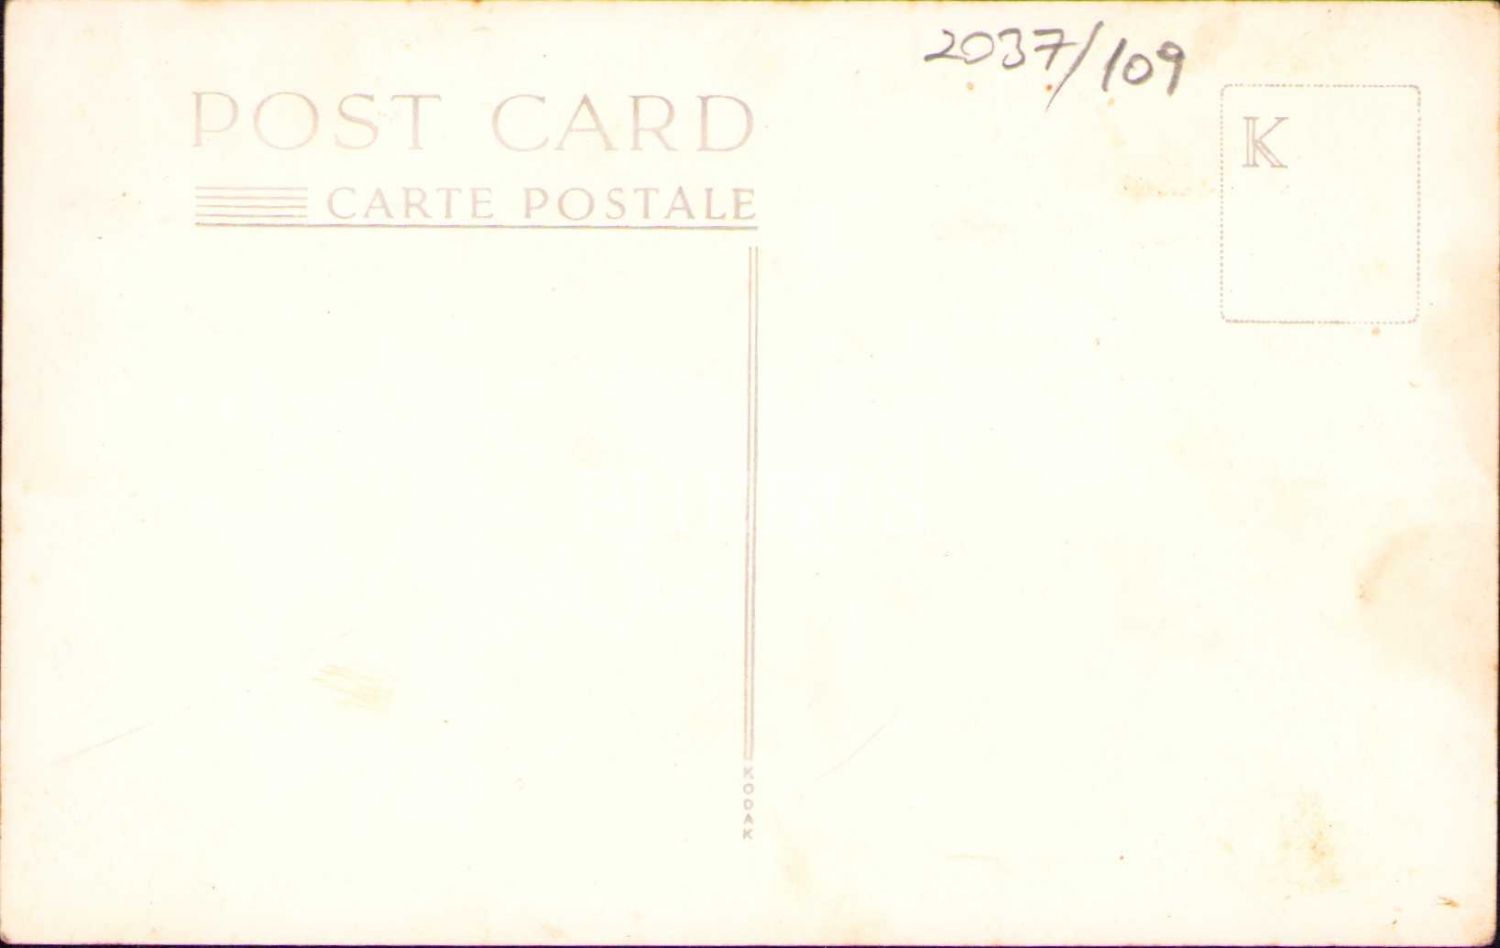 2037/109
POST CARD
K
CARTE POSTALE
KODAK